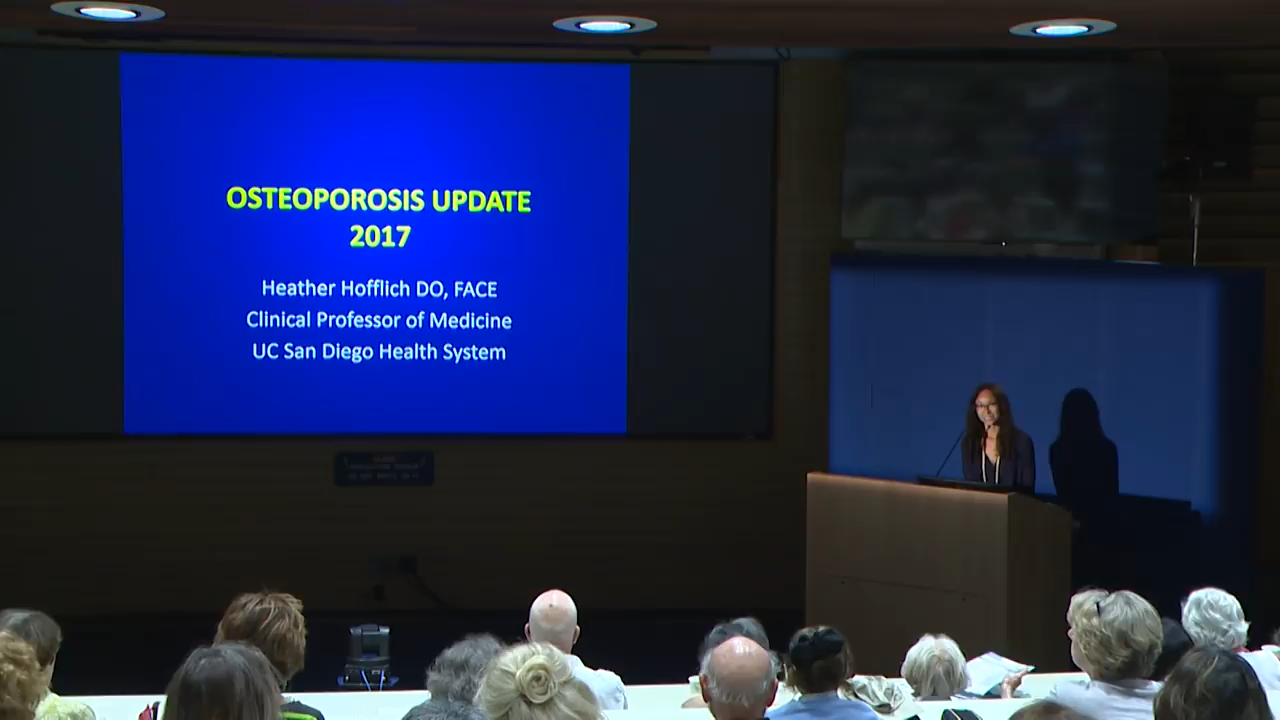 OSTEOPOROSIS UPDATE
2017
Heather Hofflich DO, FACE
Clinical Professor of Medicine
UC San Diego Health System